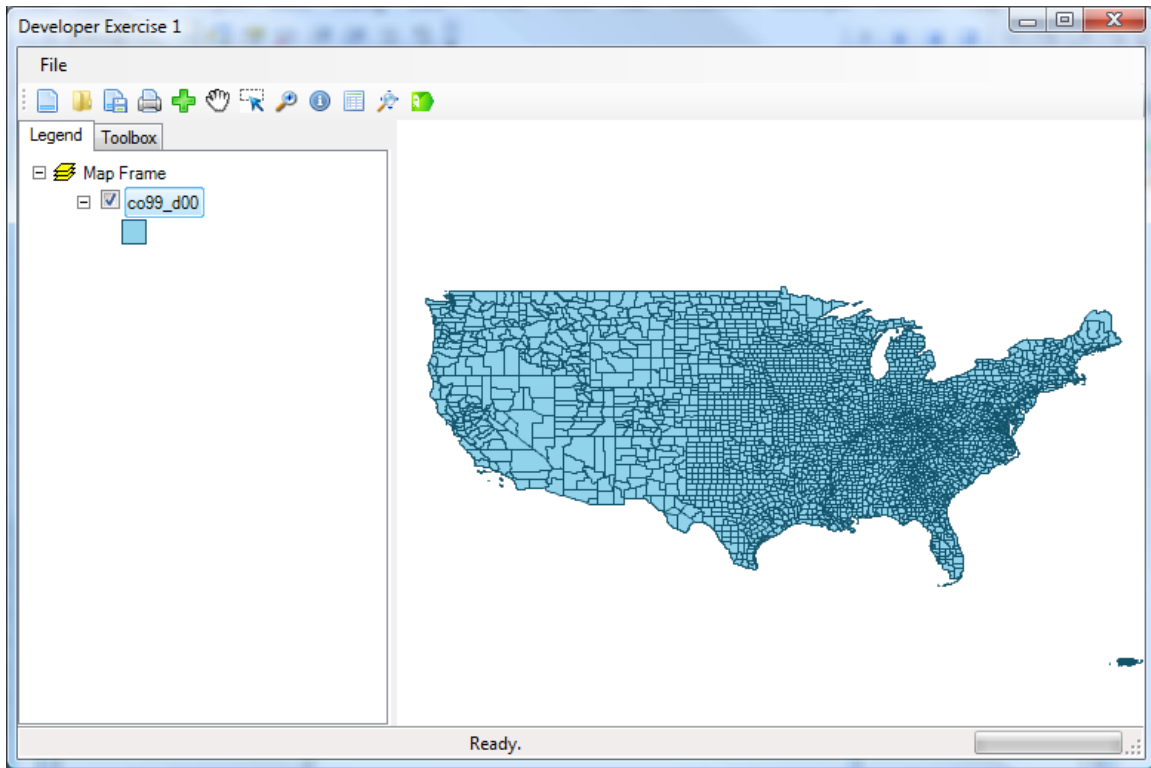 Developer Exercise 1
File
Legend Toolbox
Map Frame
co99_d00
Ready.